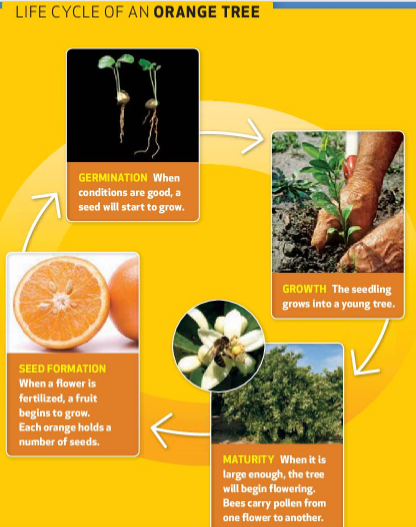 LIFE CYCLE OF AN ORANGE TREE
GERMINATION When
conditions are good, a
seed will start to grow.
GROWTH The seedling
grows into a young tree.
MATURITY When it is
large enough, the tree
will begin flowering.
Bees carry pollen from
one flower to another.
SEED FORMATION
When a flower is
fertilized, a fruit
begins to grow.
Each orange holds a
number of seeds.